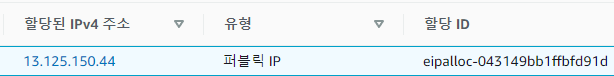 할당된 IPv4 주소 유형 할당 ID
13.125.150.44 퍼블릭 IP eipalloc-043149bb1ffbfd91d